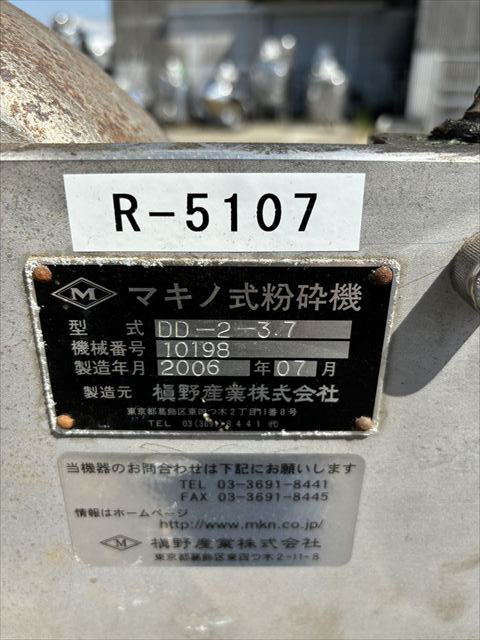 R-5107
M マキノ式粉砕機
型式 DD-2-3.7
機械番号 10198
製造年月 2006 年 07 月
製造元 槇野産業株式会社
東京都葛飾区東四つ木2丁目11番8号
TEL 03(3691)8441 ㈹
当機器のお問合わせは下記にお願いします
TEL 03-3691-8441
FAX 03-3691-8445
情報はホームページ
http://www.mkn.co.jp/
M 槇野産業株式会社
東京都葛飾区東四つ木2-11-8